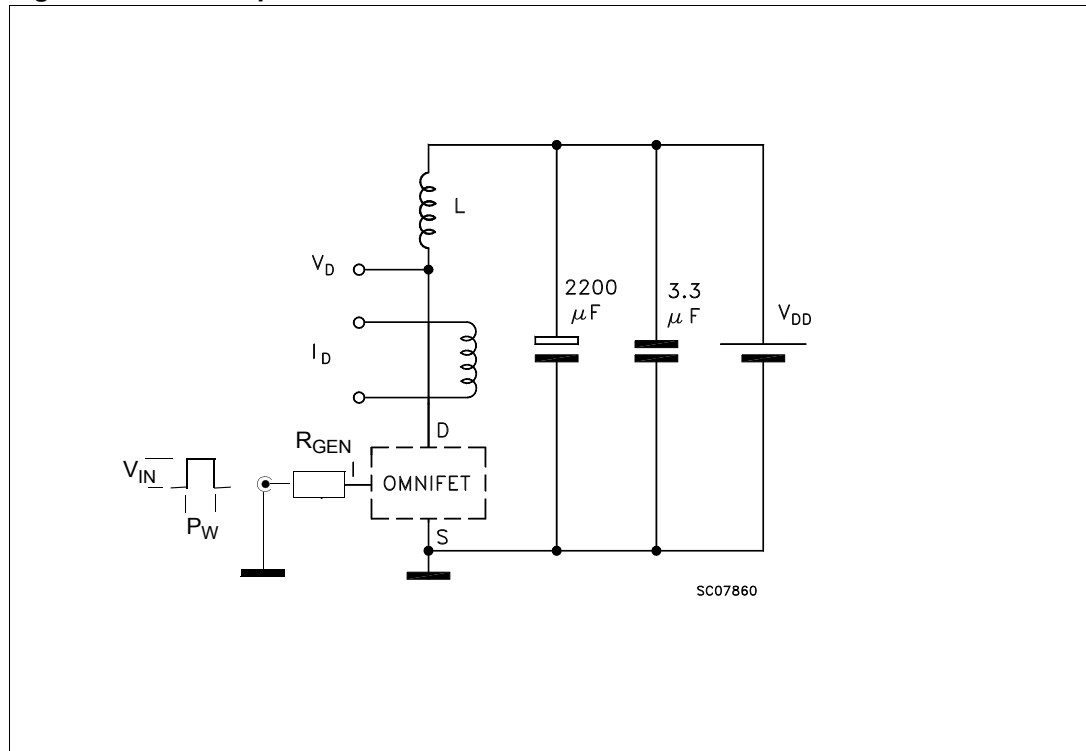 L
V_D
2200
μF
3.3
μF
V_DD
I_D
D
R_GEN
I
V_IN
OMNIFET
P_W
S
SC07860